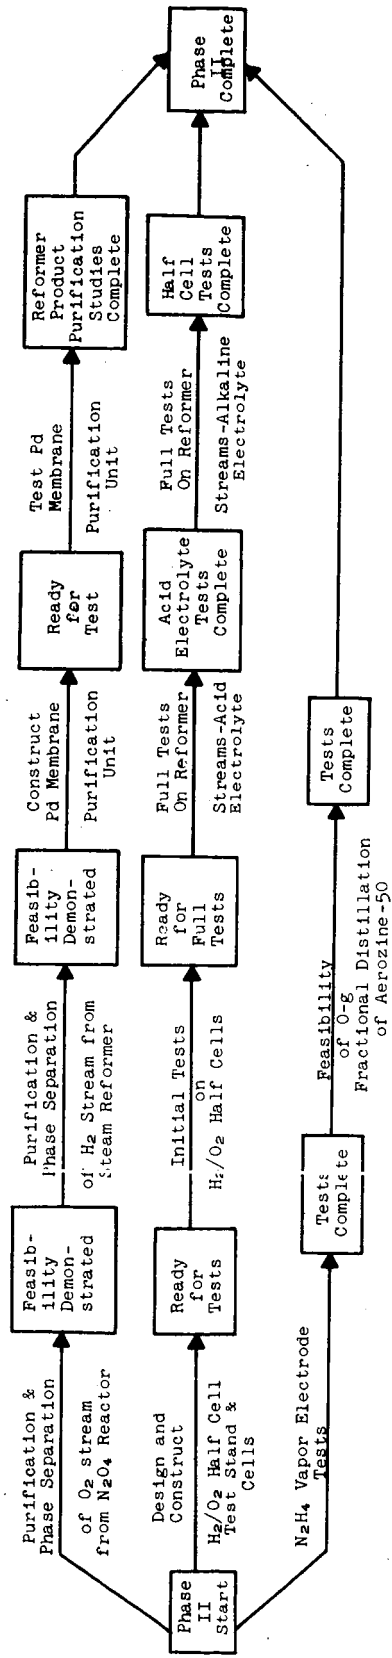 Phase
II
Start
Purification &
Phase Separation
of O2 stream
from N2O4 Reactor
Feasib-
ility
Demon-
strated
Purification &
Phase Separation
of H2 Stream from
Steam Reformer
Feasib-
ility
Demon-
strated
Construct
Pd Membrane
Purification
Unit
Ready
for
Test
Test Pd
Membrane
Purification
Unit
Reformer
Product
Purification
Studies
Complete
Design and
Construct
H2/O2 Half Cell
Test Stand &
Cells
Ready
for
Tests
Initial Tests
on
H2/O2 Half Cells
Ready
for
Full
Tests
Full Tests
On Reformer
Streams-Acid
Electrolyte
Acid
Electrolyte
Tests
Complete
Full Tests
On Reformer
Streams-Alkaline
Electrolyte
Half
Cell
Tests
Complete
N2H4 Vapor Electrode
Tests
Tests
Complete
Feasibility
of O-g
Fractional Distillation
of Aerozine-50
Tests
Complete
Phase
II
Complete